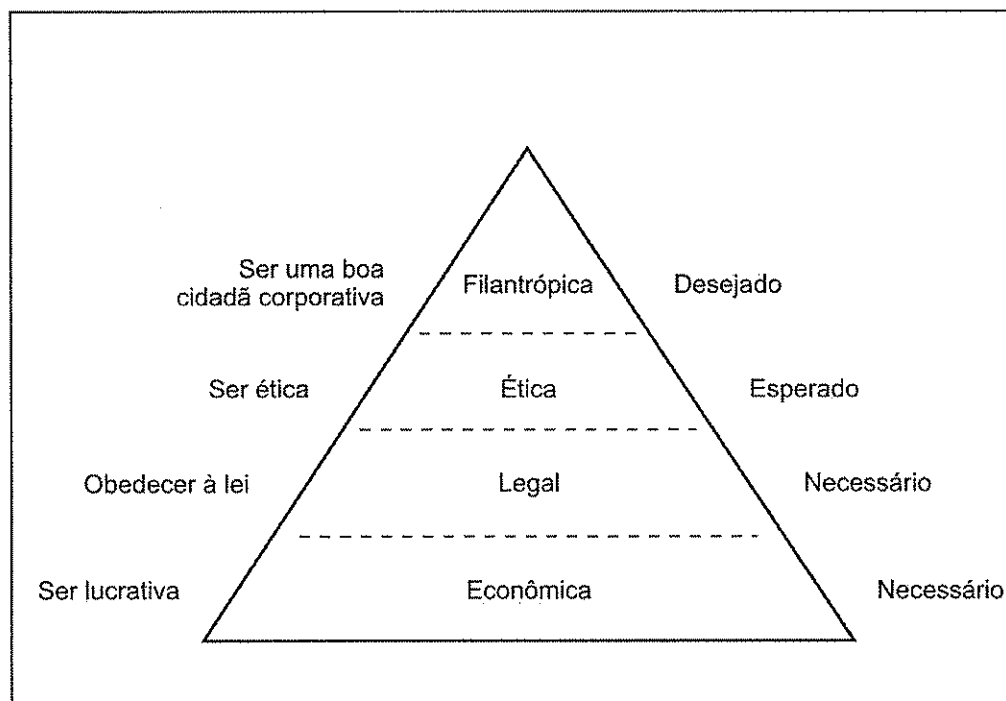 Ser uma boa
cidadã corporativa
Filantrópica
Desejado
Ser ética
Ética
Esperado
Obedecer à lei
Legal
Necessário
Ser lucrativa
Econômica
Necessário